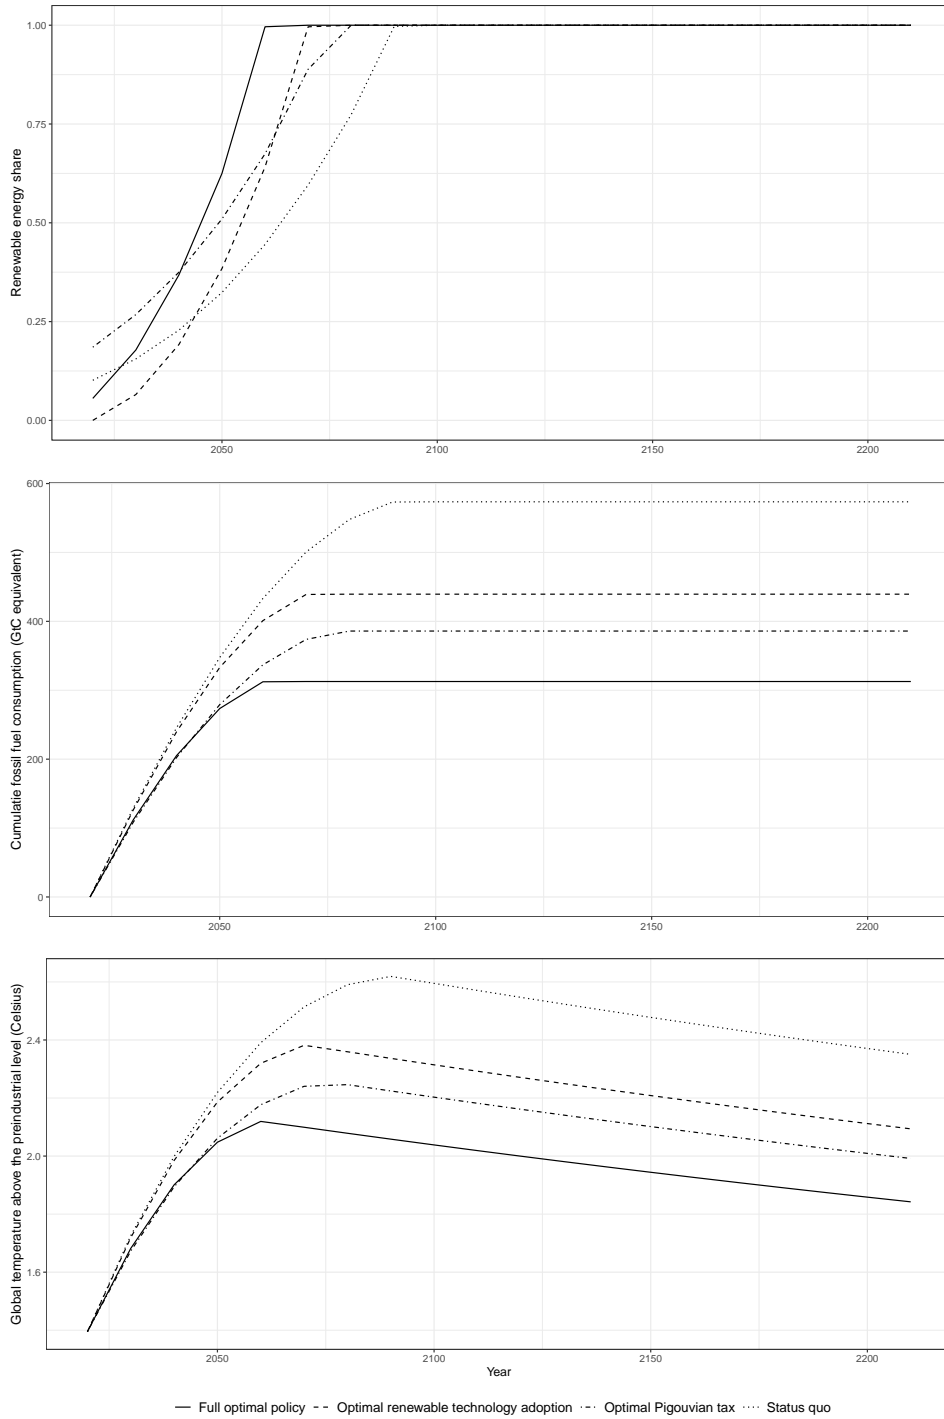 Renewable energy share
1.00
0.75
0.50
0.25
0.00
2050 2100 2150 2200
Cumulatie fossil fuel consumption (GtC equivalent)
600
400
200
0
2050 2100 2150 2200
Global temperature above the preindustrial level (Celsius)
2.4
2.0
1.6
2050 2100 2150 2200
Year
Full optimal policy Optimal renewable technology adoption Optimal Pigouvian tax Status quo